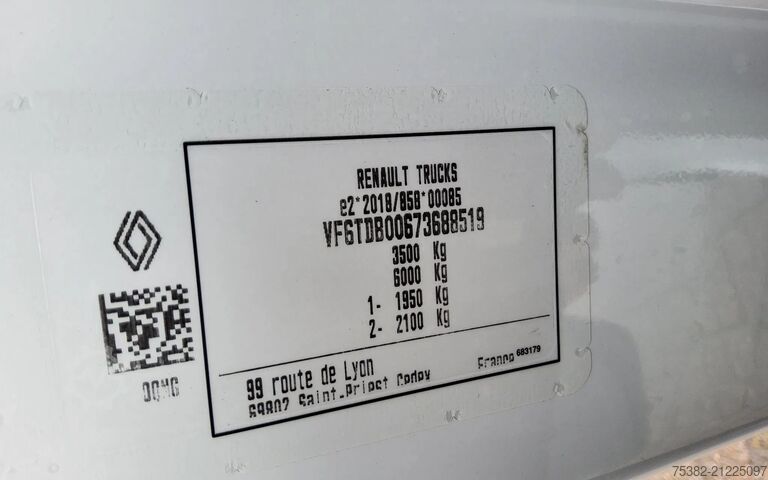 RENAULT TRUCKS
e2*2018/858*00085
VF6TDB00673688519
3500 Kg
6000 Kg
1- 1950 Kg
2- 2100 Kg
99 route de Lyon
69802 Saint-Priest Cedex France 683179
00MG
75382-21225097